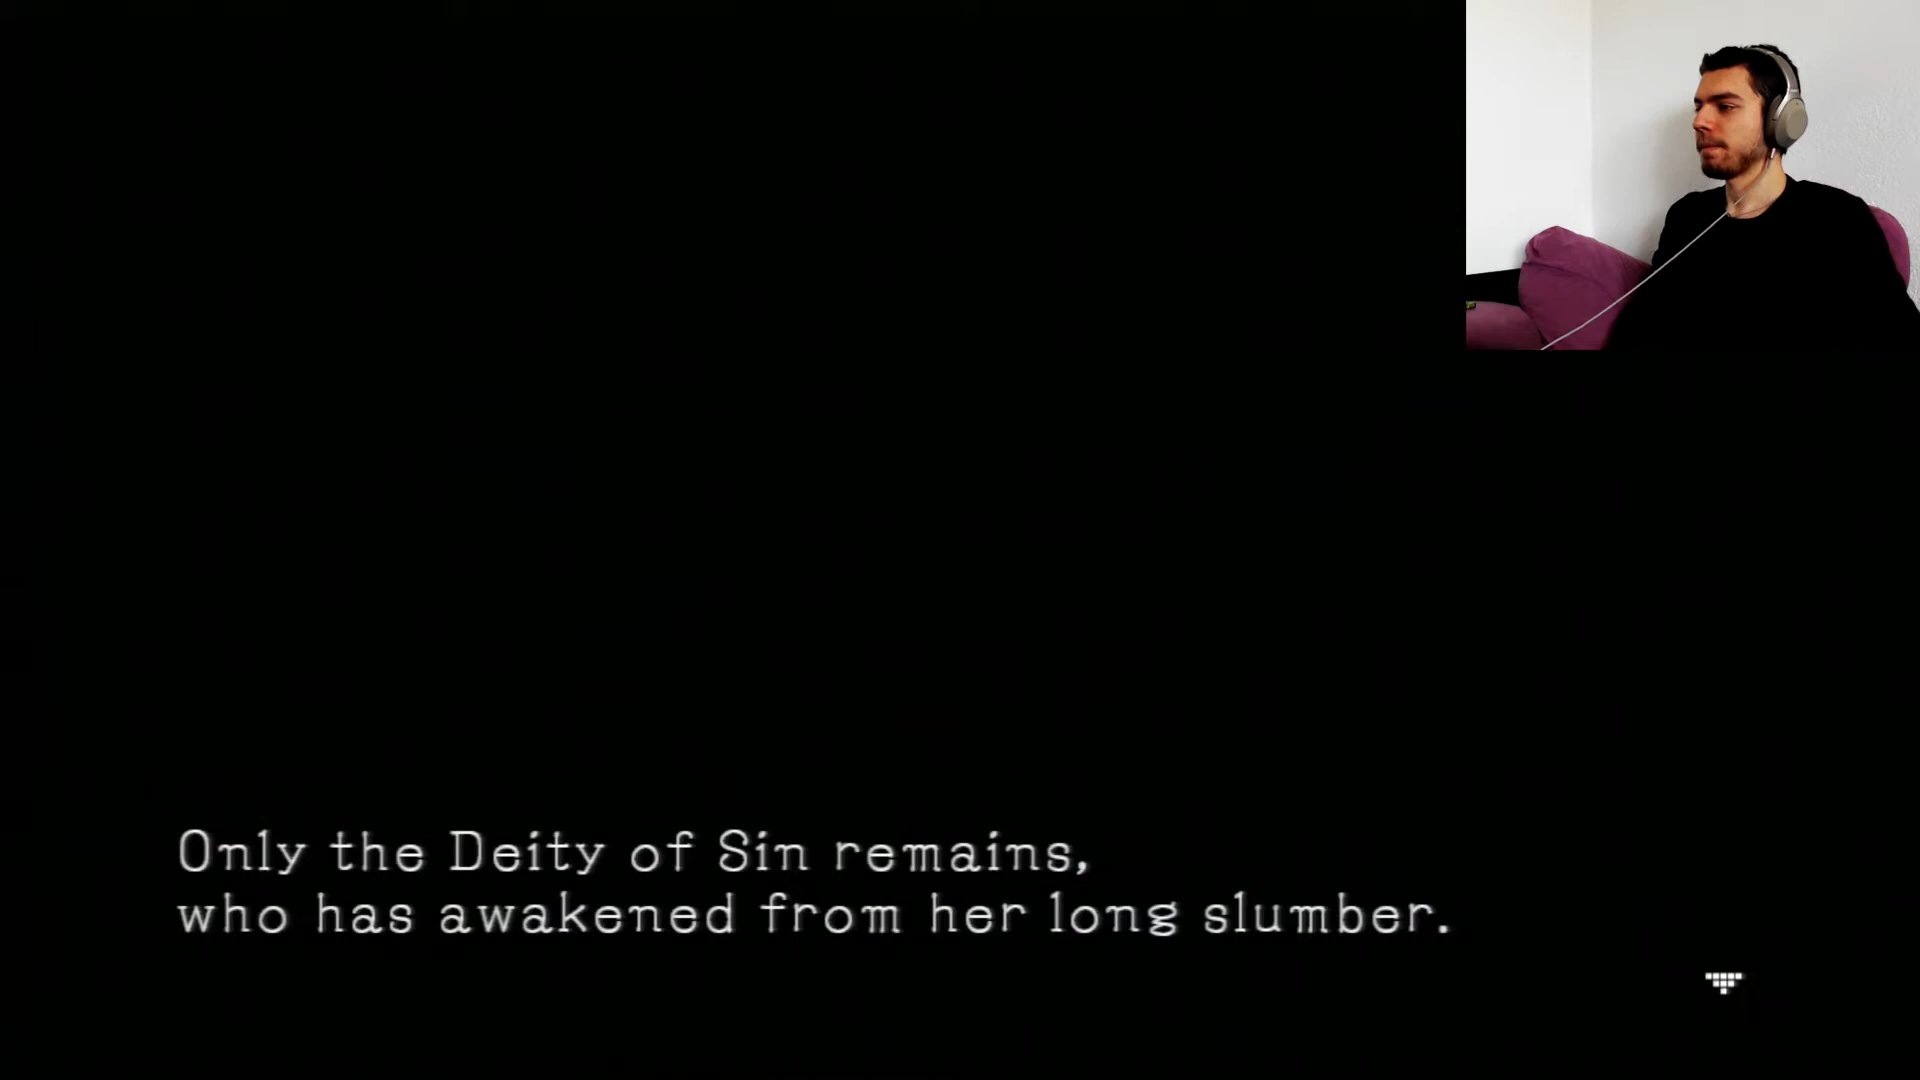 Only the Deity of Sin remains,
who has awakened from her long slumber.